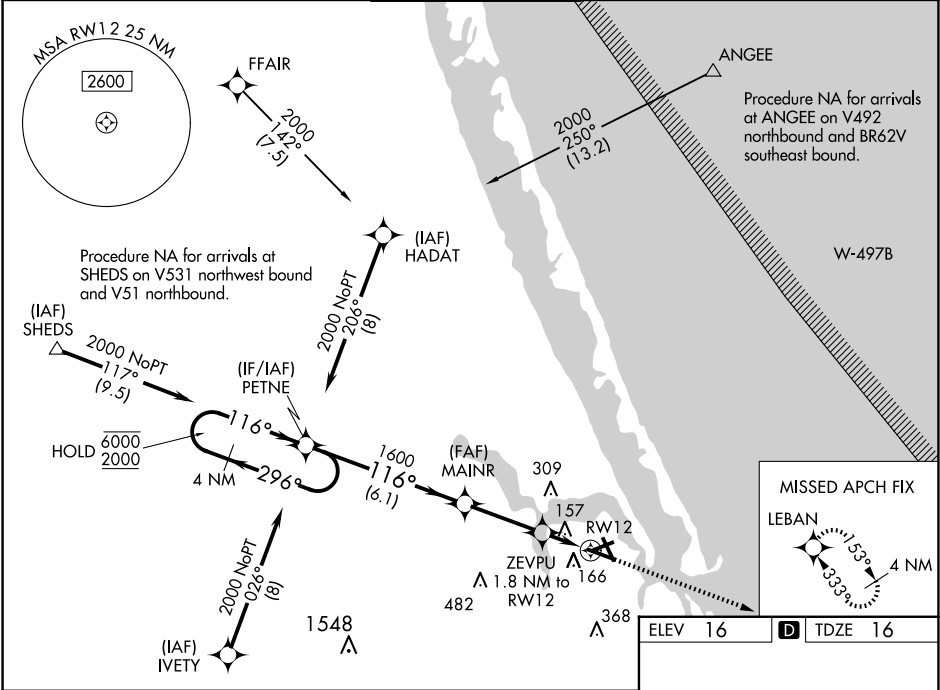 MSA RW12 25 NM
2600
FFAIR
2000
142°
(7.5)
ANGEE
2000
250°
(13.2)
Procedure NA for arrivals
at ANGEE on V492
northbound and BR62V
southeast bound.
W-497B
(IAF)
HADAT
2000 NoPT
206°
(8)
Procedure NA for arrivals at
SHEDS on V531 northwest bound
and V51 northbound.
(IAF)
SHEDS
2000 NoPT
117°
(9.5)
(IF/IAF)
PETNE
HOLD
6000
2000
116°
296°
4 NM
1600
116°
(6.1)
(FAF)
MAINR
309
157
RW12
166
ZEVPU
1.8 NM to
RW12
482
368
1548
2000 NoPT
026°
(8)
(IAF)
IVETY
MISSED APCH FIX
LEBAN
153°
333°
4 NM
ELEV 16
D
TDZE 16